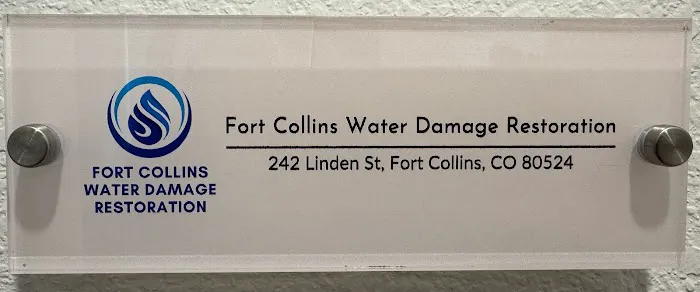 FORT COLLINS
WATER DAMAGE
RESTORATION
Fort Collins Water Damage Restoration
242 Linden St, Fort Collins, CO 80524